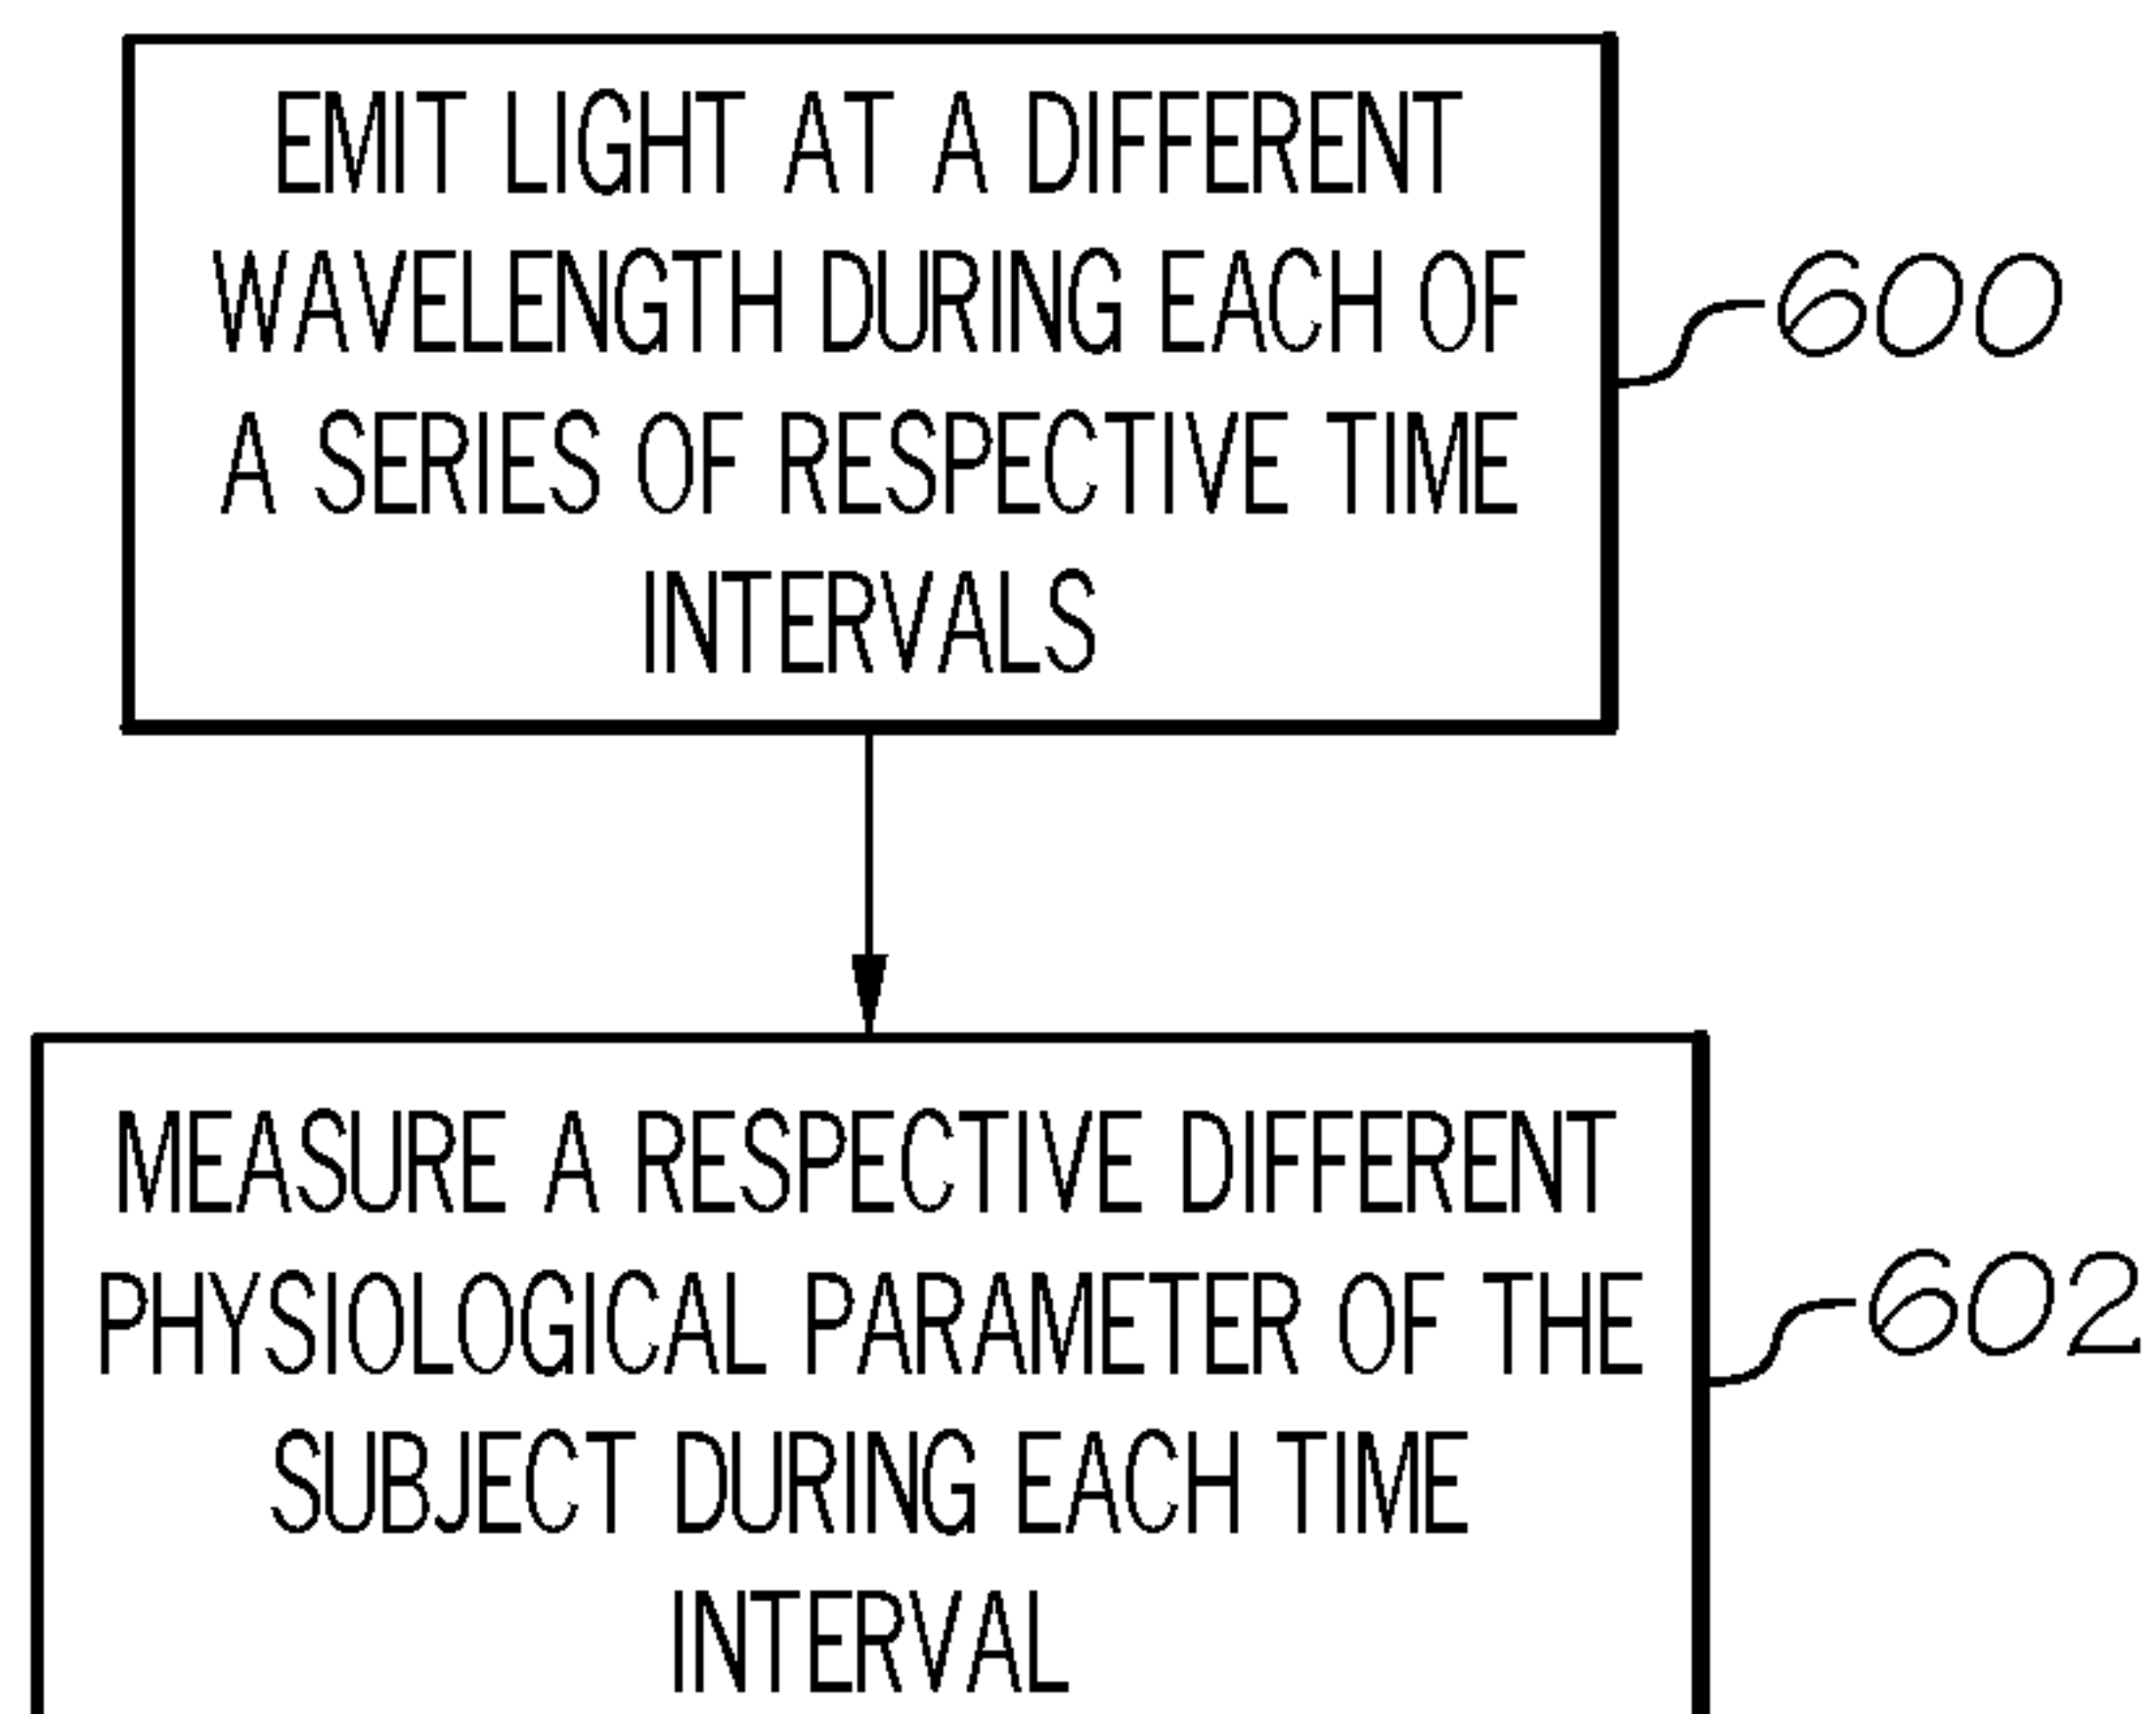 EMIT LIGHT AT A DIFFERENT
WAVELENGTH DURING EACH OF
A SERIES OF RESPECTIVE TIME
INTERVALS
600
MEASURE A RESPECTIVE DIFFERENT
PHYSIOLOGICAL PARAMETER OF THE
SUBJECT DURING EACH TIME
INTERVAL
602